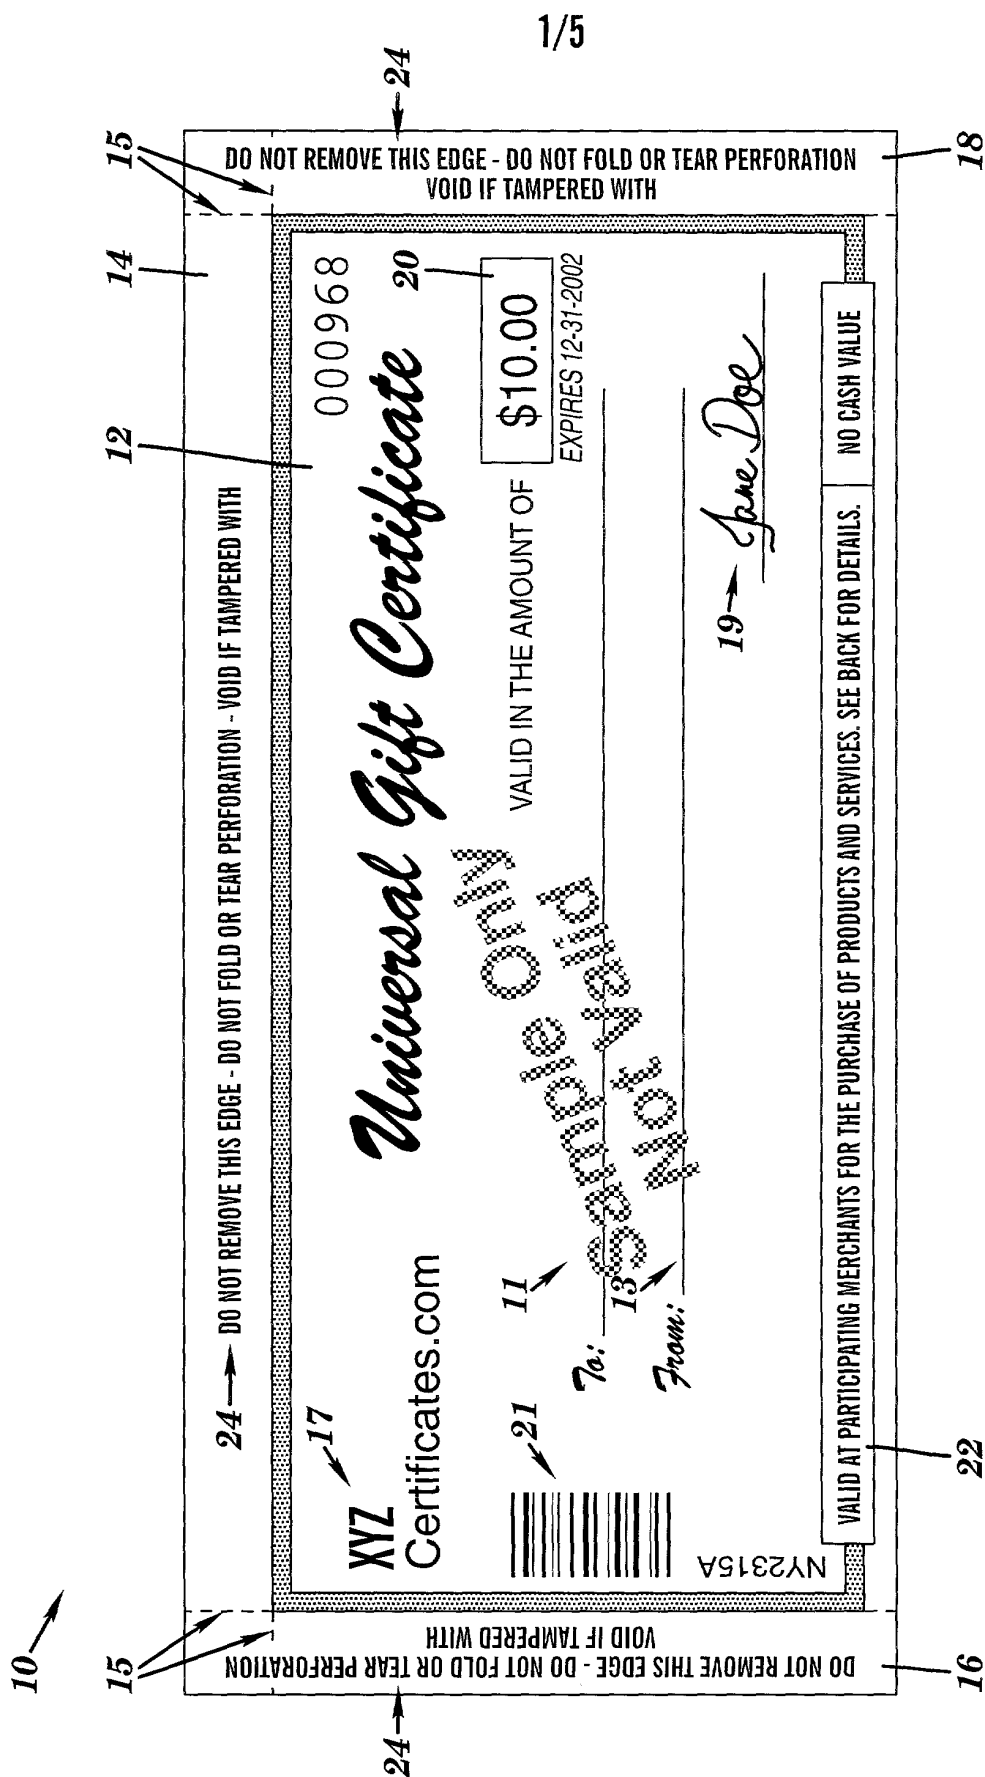 1/5
10
15
24
DO NOT REMOVE THIS EDGE - DO NOT FOLD OR TEAR PERFORATION - VOID IF TAMPERED WITH
12
14
15
24
DO NOT REMOVE THIS EDGE - DO NOT FOLD OR TEAR PERFORATION
VOID IF TAMPERED WITH
16
24
DO NOT REMOVE THIS EDGE - DO NOT FOLD OR TEAR PERFORATION
VOID IF TAMPERED WITH
18
17
XYZ
Certificates.com
000968
Universal Gift Certificate
20
21
VALID IN THE AMOUNT OF
$10.00
EXPIRES 12-31-2002
11
To:
13
From:
Sample Only
Not Valid
NY2315A
19
Jane Doe
VALID AT PARTICIPATING MERCHANTS FOR THE PURCHASE OF PRODUCTS AND SERVICES. SEE BACK FOR DETAILS.
NO CASH VALUE
22